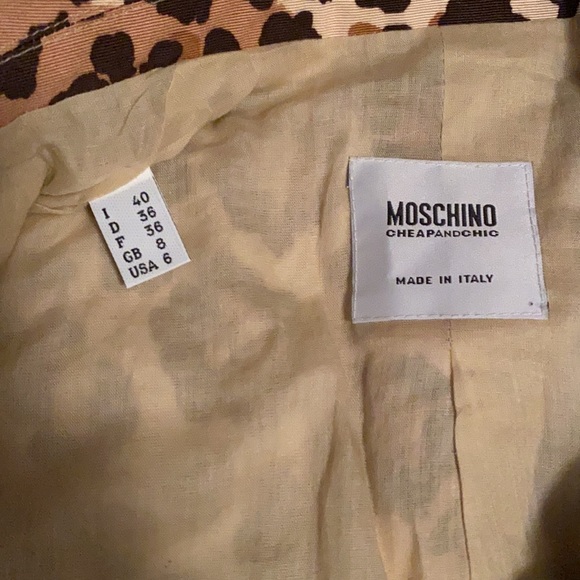 I 40
D 36
F 36
GB 8
USA 6
MOSCHINO
CHEAPANDCHIC
MADE IN ITALY